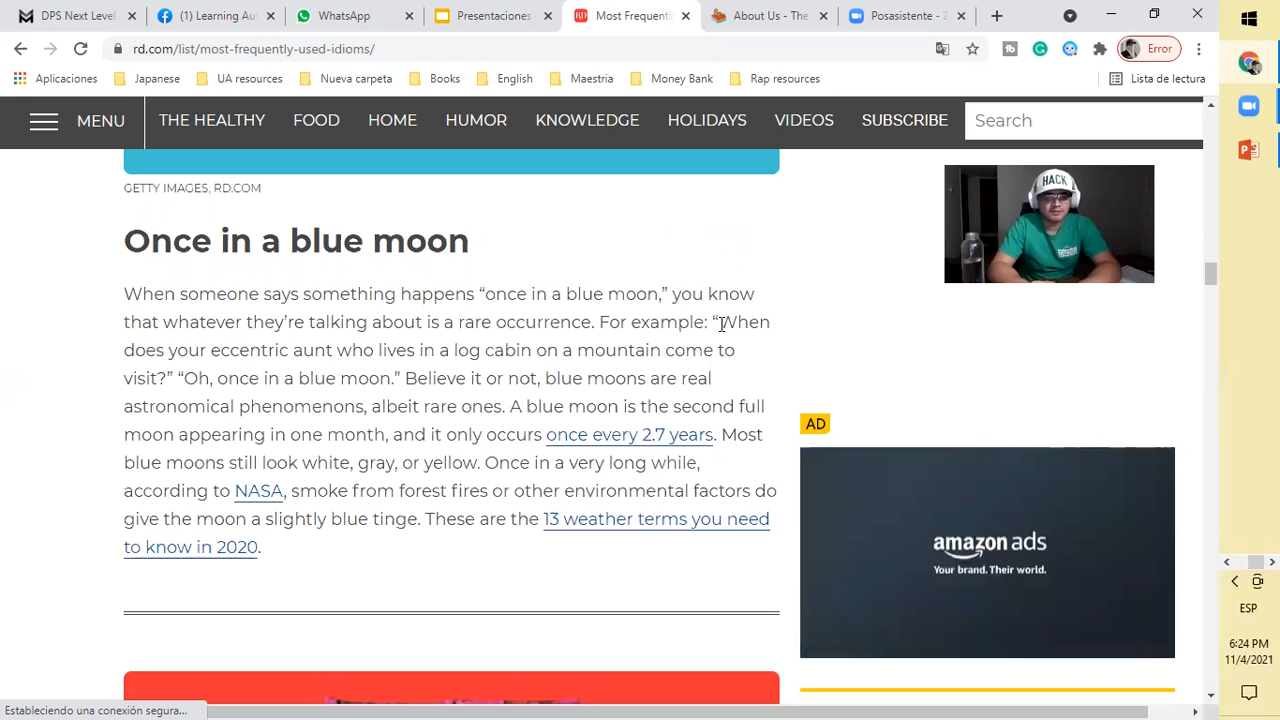 DPS Next Level
(1) Learning Au
WhatsApp
Presentaciones
Most Frequent
About Us - The
Posasistente - Z
rd.com/list/most-frequently-used-idioms/
Error
Aplicaciones
Japanese
UA resources
Nueva carpeta
Books
English
Maestria
Money Bank
Rap resources
Lista de lectura
MENU
THE HEALTHY
FOOD
HOME
HUMOR
KNOWLEDGE
HOLIDAYS
VIDEOS
SUBSCRIBE
Search
GETTY IMAGES, RD.COM
HACK
Once in a blue moon
When someone says something happens “once in a blue moon,” you know
that whatever they’re talking about is a rare occurrence. For example: “When
does your eccentric aunt who lives in a log cabin on a mountain come to
visit?” “Oh, once in a blue moon.” Believe it or not, blue moons are real
astronomical phenomenons, albeit rare ones. A blue moon is the second full
moon appearing in one month, and it only occurs once every 2.7 years. Most
blue moons still look white, gray, or yellow. Once in a very long while,
according to NASA, smoke from forest fires or other environmental factors do
give the moon a slightly blue tinge. These are the 13 weather terms you need
to know in 2020.
AD
amazon ads
Your brand. Their world.
ESP
6:24 PM
11/4/2021
Estableciendo una conexión segura...